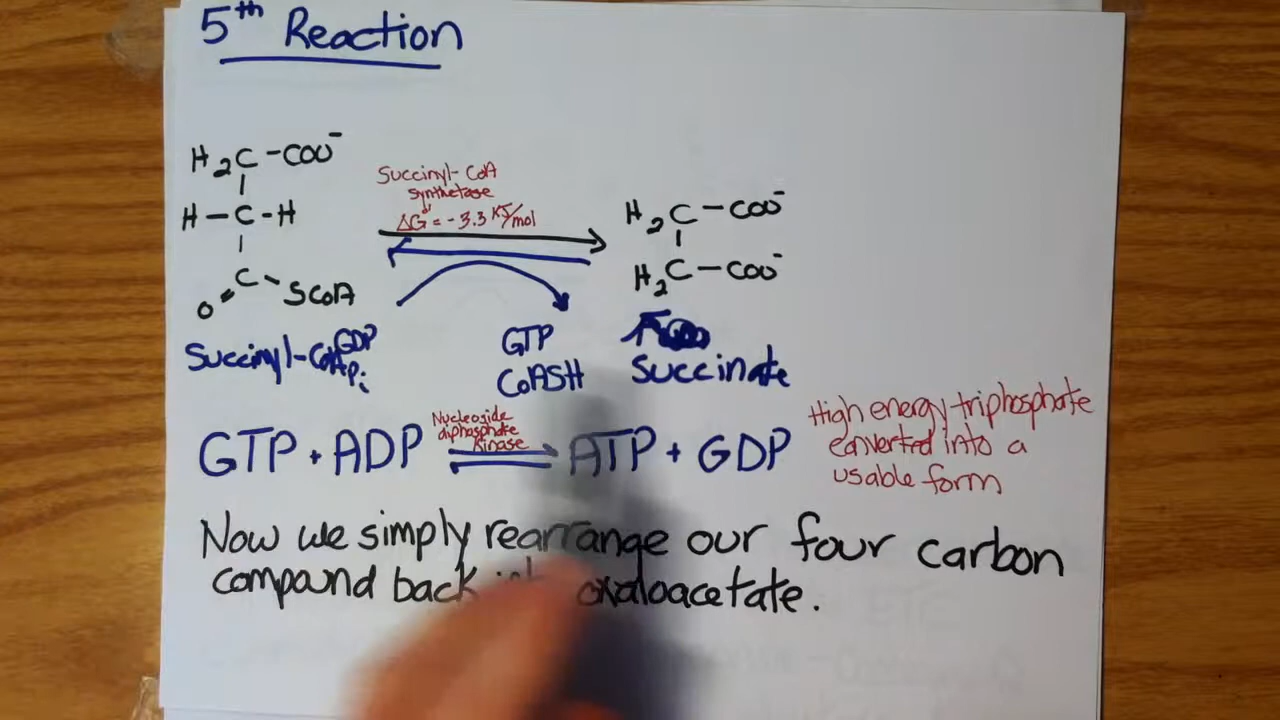 5th Reaction
H2C-COO-
H-C-H
C
O SCoA
Succinyl-CoA
GDP
Pi
Succinyl-CoA
synthetase
ΔG°' = -3.3 KJ/mol
GTP
CoASH
H2C-COO-
H2C-COO-
Succinate
GTP + ADP
Nucleoside
diphosphate
kinase
ATP + GDP
High energy triphosphate
converted into a
usable form
Now we simply rearrange our four carbon
compound back oxaloacetate.